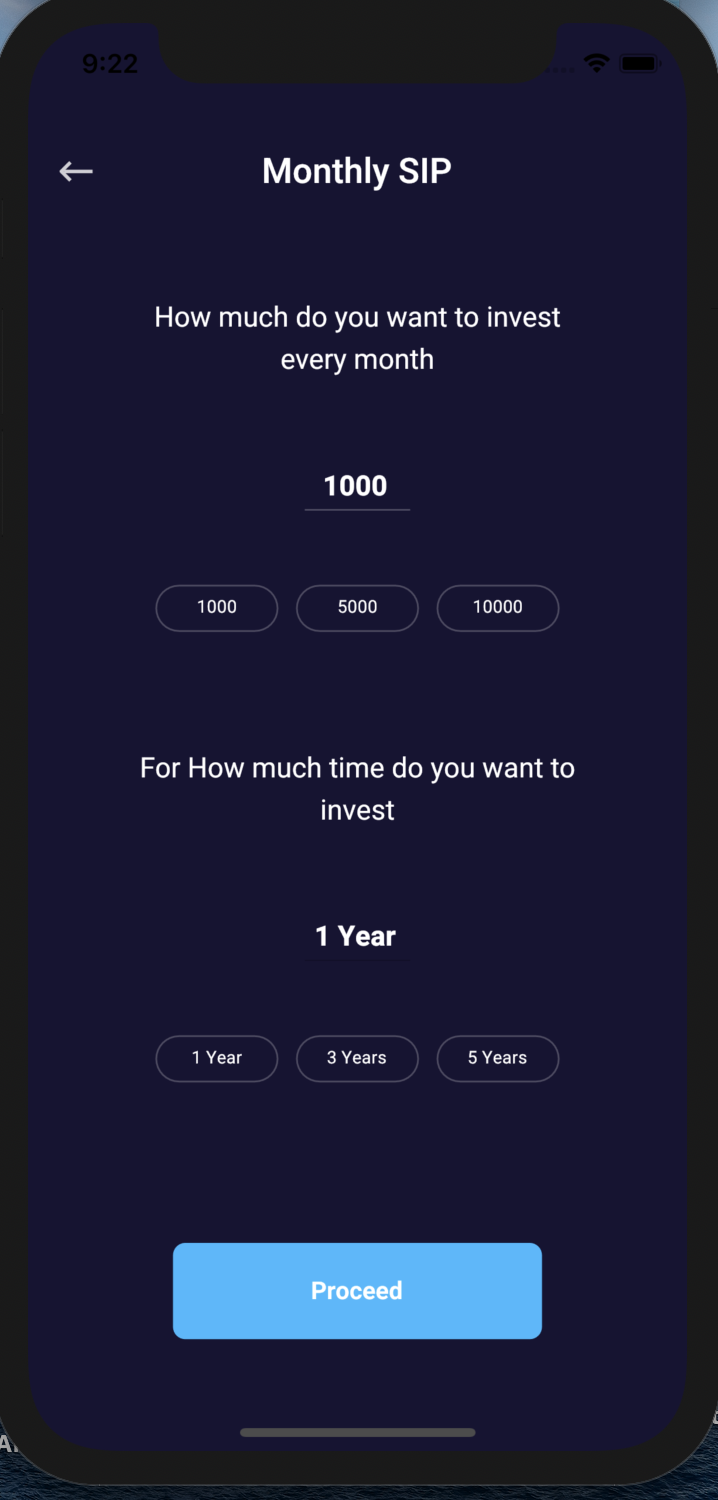 9:22
Monthly SIP
How much do you want to invest
every month
1000
1000 5000 10000
For How much time do you want to
invest
1 Year
1 Year 3 Years 5 Years
Proceed